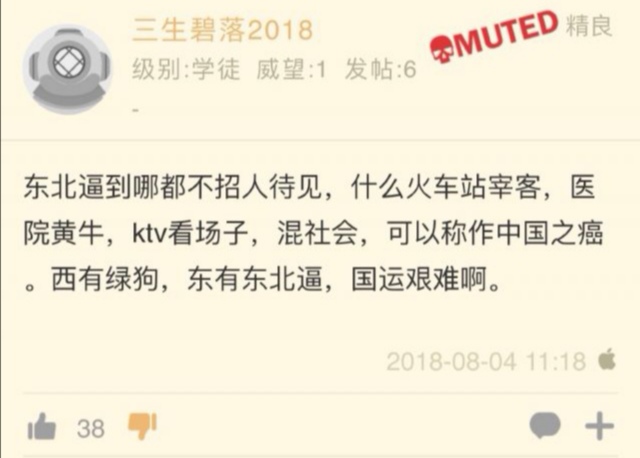 三生碧落2018
MUTED 精良
级别:学徒 威望:1 发帖:6
-
东北逼到哪都不招人待见，什么火车站宰客，医
院黄牛，ktv看场子，混社会，可以称作中国之癌
。西有绿狗，东有东北逼，国运艰难啊。
2018-08-04 11:18
38